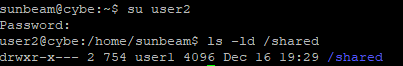 sunbeam@cybe:~$ su user2
Password:
user2@cybe:/home/sunbeam$ ls -ld /shared
drwxr-x--- 2 754 user1 4096 Dec 16 19:29 /shared